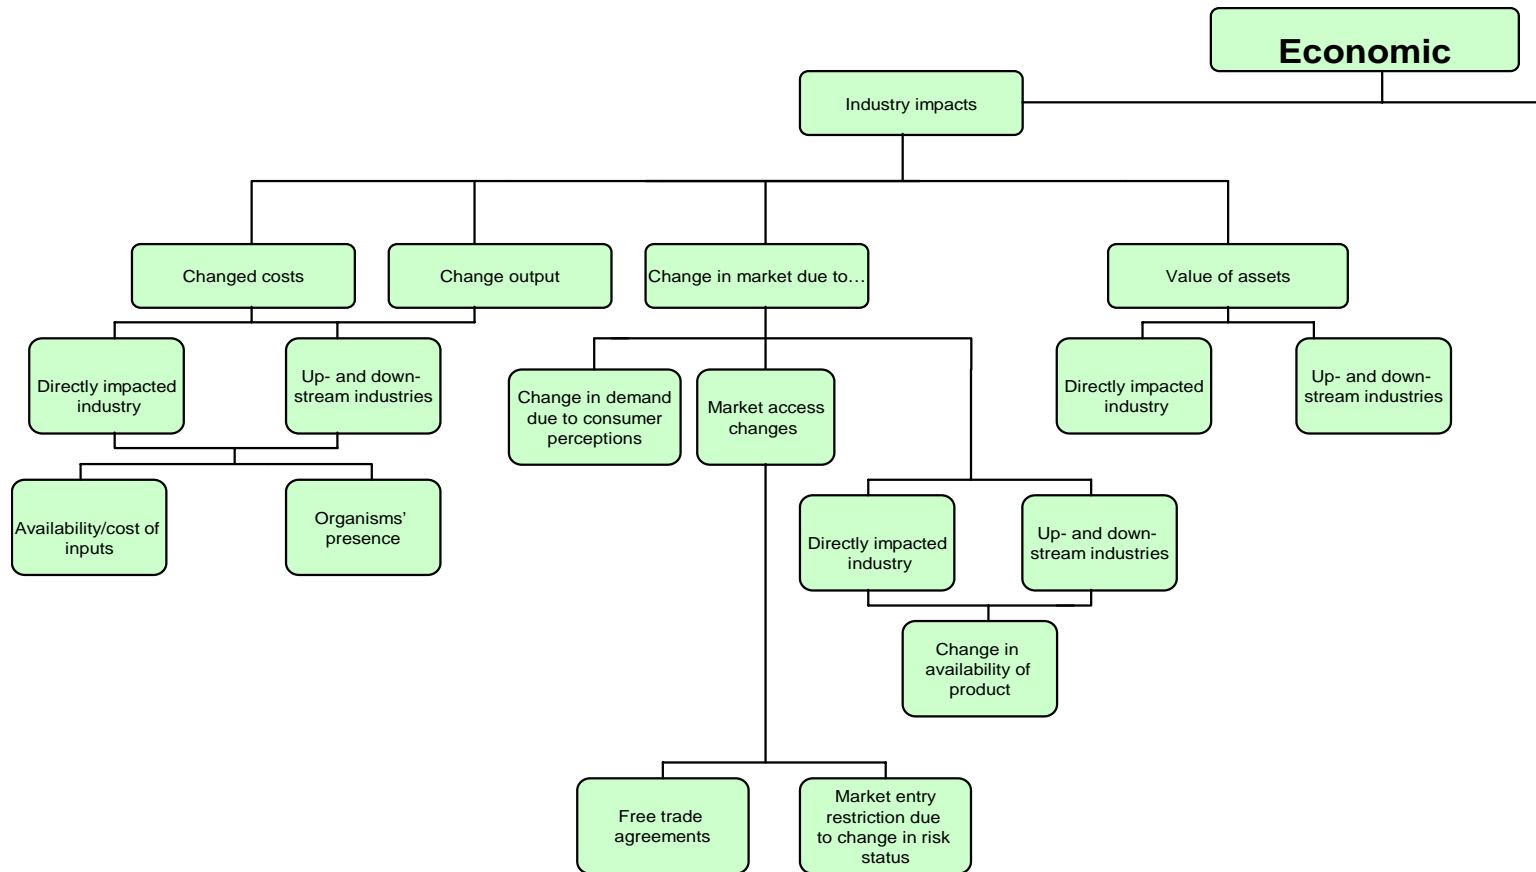 Economic
Industry impacts
Changed costs
Change output
Change in market due to…
Value of assets
Directly impacted
industry
Up- and down-
stream industries
Change in demand
due to consumer
perceptions
Market access
changes
Directly impacted
industry
Up- and down-
stream industries
Availability/cost of
inputs
Organisms’
presence
Directly impacted
industry
Up- and down-
stream industries
Change in
availability of
product
Free trade
agreements
Market entry
restriction due
to change in risk
status